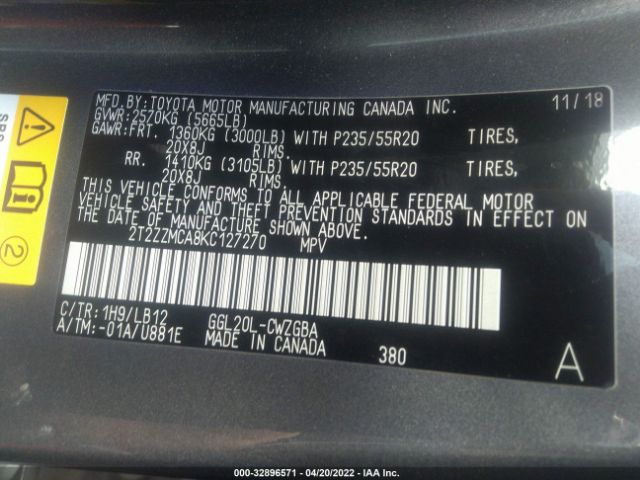 MFD. BY: TOYOTA MOTOR MANUFACTURING CANADA INC. 11/18
GVWR: 2570KG (5665LB)
GAWR: FRT. 1360KG (3000LB) WITH P235/55R20 TIRES,
20X8J RIMS.
RR. 1410KG (3105LB) WITH P235/55R20 TIRES,
20X8J RIMS.
THIS VEHICLE CONFORMS TO ALL APPLICABLE FEDERAL MOTOR
VEHICLE SAFETY AND THEFT PREVENTION STANDARDS IN EFFECT ON
THE DATE OF MANUFACTURE SHOWN ABOVE.
2T2ZZMCA8KC127270 MPV
C/TR: 1H9/LB12 GGL20L-CWZGBA
A/TM: -01A/U881E MADE IN CANADA 380 A
SRS
2
000-32896571 - 04/20/2022 - IAA Inc.